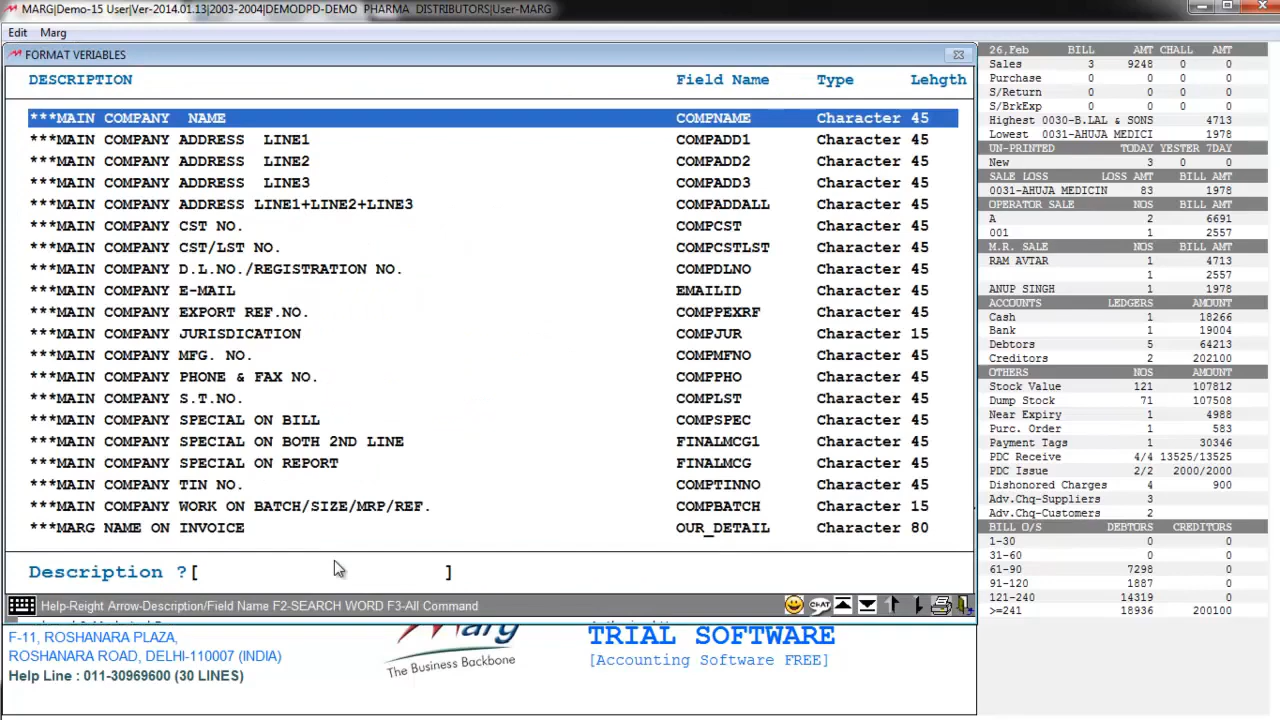 MARG|Demo-15 User|Ver-2014.01.13|2003-2004|DEMODPD-DEMO PHARMA DISTRIBUTORS|User-MARG
Edit Marg
FORMAT VERIABLES
DESCRIPTION Field Name Type Lehgth
***MAIN COMPANY NAME COMPNAME Character 45
***MAIN COMPANY ADDRESS LINE1 COMPADD1 Character 45
***MAIN COMPANY ADDRESS LINE2 COMPADD2 Character 45
***MAIN COMPANY ADDRESS LINE3 COMPADD3 Character 45
***MAIN COMPANY ADDRESS LINE1+LINE2+LINE3 COMPADDALL Character 45
***MAIN COMPANY CST NO. COMPCST Character 45
***MAIN COMPANY CST/LST NO. COMPCSTLST Character 45
***MAIN COMPANY D.L.NO./REGISTRATION NO. COMPDLNO Character 45
***MAIN COMPANY E-MAIL EMAILID Character 45
***MAIN COMPANY EXPORT REF.NO. COMPPEXRF Character 45
***MAIN COMPANY JURISDICATION COMPJUR Character 15
***MAIN COMPANY MFG. NO. COMPMFNO Character 45
***MAIN COMPANY PHONE & FAX NO. COMPPHO Character 45
***MAIN COMPANY S.T.NO. COMPLST Character 45
***MAIN COMPANY SPECIAL ON BILL COMPSPEC Character 45
***MAIN COMPANY SPECIAL ON BOTH 2ND LINE FINALMCG1 Character 45
***MAIN COMPANY SPECIAL ON REPORT FINALMCG Character 45
***MAIN COMPANY TIN NO. COMPTINNO Character 45
***MAIN COMPANY WORK ON BATCH/SIZE/MRP/REF. COMPBATCH Character 15
***MARG NAME ON INVOICE OUR_DETAIL Character 80
Description ?[ ]
Help-Reight Arrow-Description/Field Name F2-SEARCH WORD F3-All Command
CHAT
F-11, ROSHANARA PLAZA,
ROSHANARA ROAD, DELHI-110007 (INDIA)
Help Line : 011-30969600 (30 LINES)
Marg
The Business Backbone
TRIAL SOFTWARE
[Accounting Software FREE]
26,Feb BILL AMT CHALL AMT
Sales 3 9248 0 0
Purchase 0 0 0 0
S/Return 0 0 0 0
S/BrkExp 0 0 0 0
Highest 0030-B.LAL & SONS 4713
Lowest 0031-AHUJA MEDICI 1978
UN-PRINTED TODAY YESTER 7DAY
New 3 0 0
SALE LOSS LOSS AMT BILL AMT
0031-AHUJA MEDICIN 83 1978
OPERATOR SALE NOS BILL AMT
A 2 6691
001 1 2557
M.R. SALE NOS BILL AMT
RAM AVTAR 1 4713
1 2557
ANUP SINGH 1 1978
ACCOUNTS LEDGERS AMOUNT
Cash 1 18266
Bank 1 19004
Debtors 5 64213
Creditors 2 202100
OTHERS NOS AMOUNT
Stock Value 121 107812
Dump Stock 71 107508
Near Expiry 1 4988
Purc. Order 1 583
Payment Tags 1 30346
PDC Receive 4/4 13525/13525
PDC Issue 2/2 2000/2000
Dishonored Charges 4 900
Adv.Chq-Suppliers 3
Adv.Chq-Customers 2
BILL O/S DEBTORS CREDITORS
1-30 0 0
31-60 0 0
61-90 7298 0
91-120 1887 0
121-240 14319 0
>=241 18936 200100